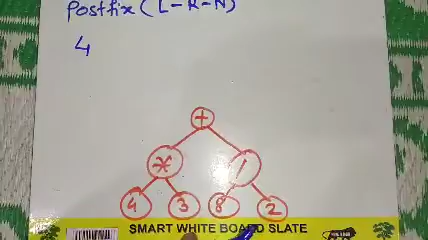 Postfix (L-R-N)
4
+
* /
4 3 8 2
SMART WHITE BOARD SLATE